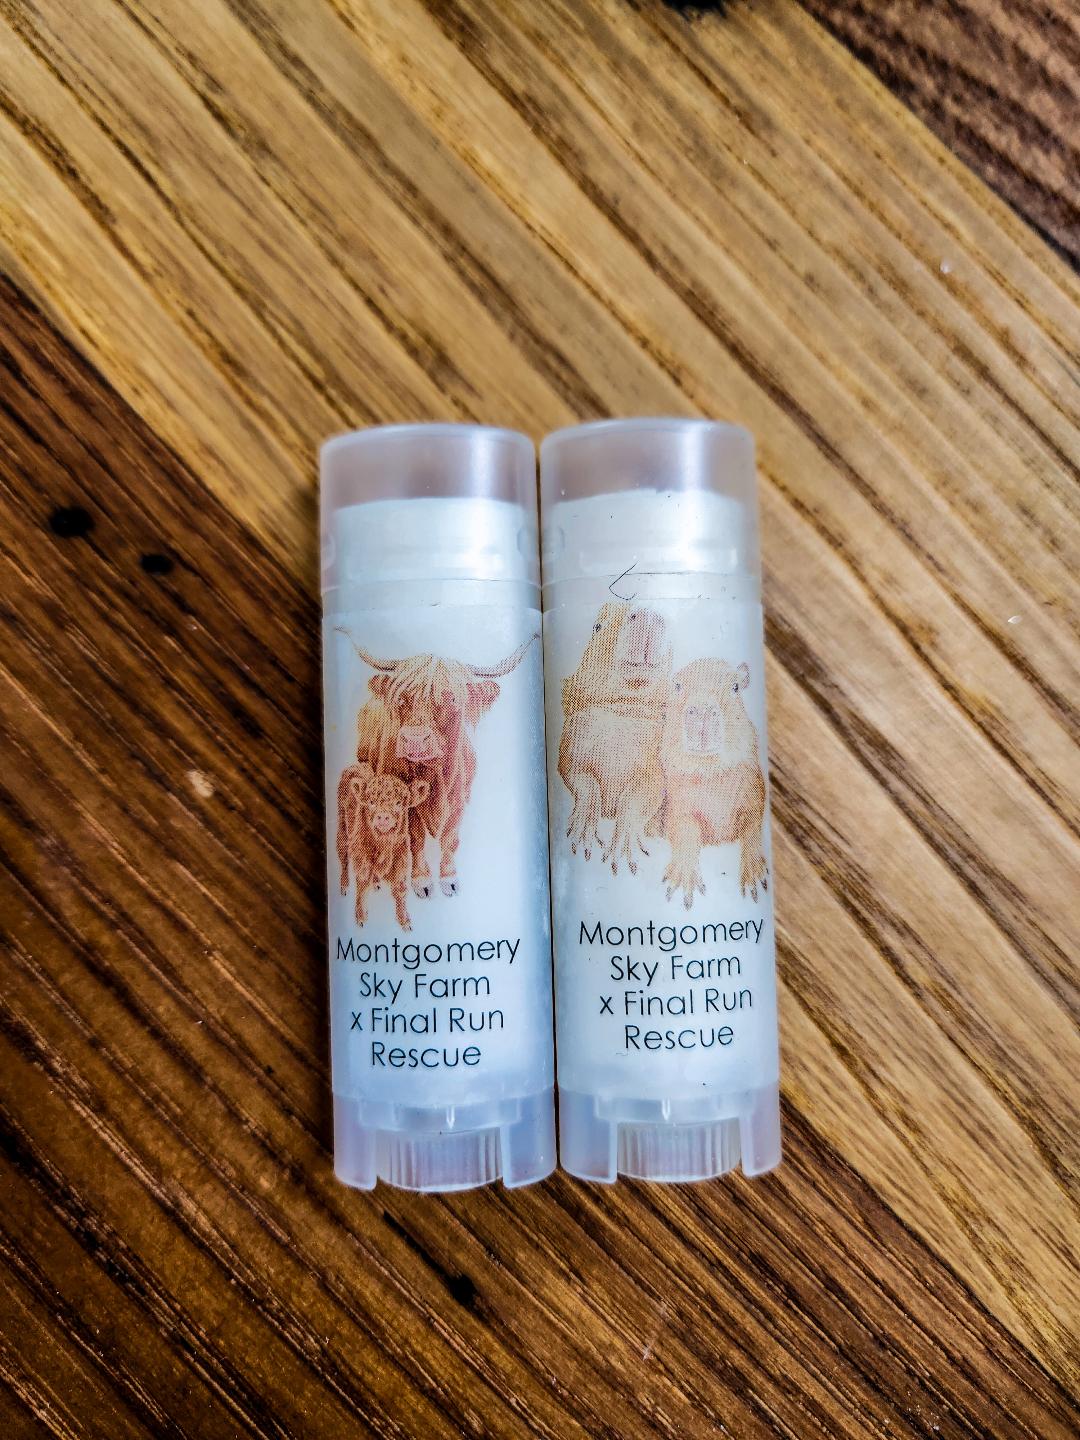 Montgomery
Sky Farm
x Final Run
Rescue
Montgomery
Sky Farm
x Final Run
Rescue